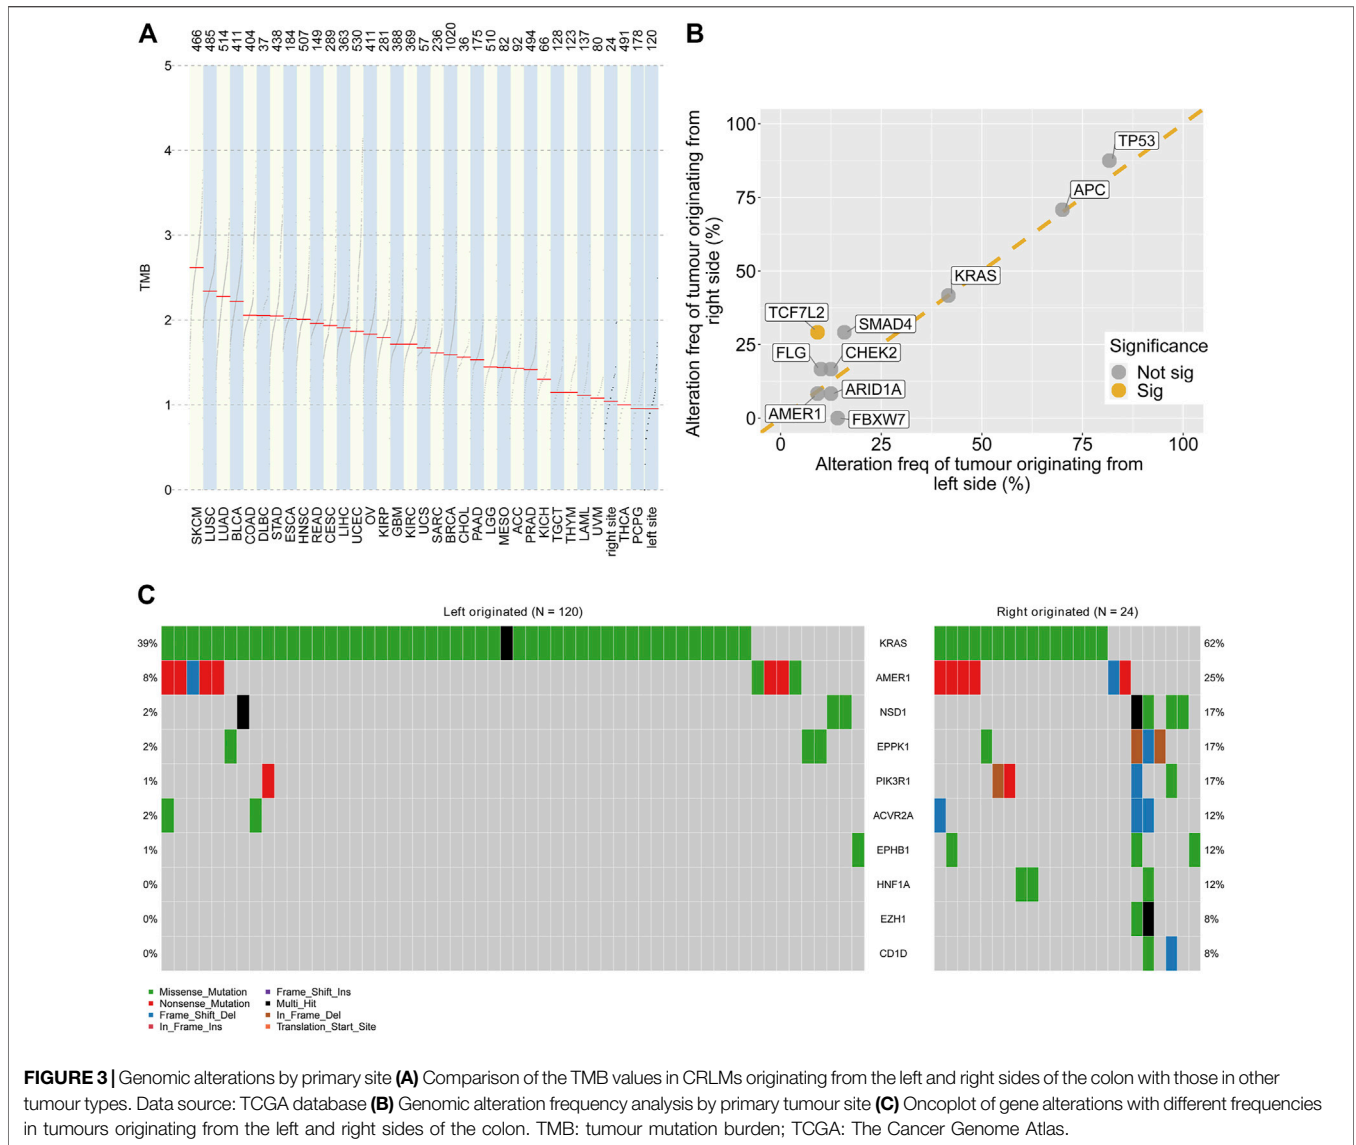 A
466 485 514 411 404 37 438 184 507 149 289 363 530 411 281 388 369 57 236 1020 36 175 510 82 92 494 66 128 123 137 80 24 491 178 120
5
4
3
2
1
0
TMB
SKCM LUSC LUAD BLCA COAD DLBC STAD ESCA HNSC READ CESC LIHC UCEC OV KIRP GBM KIRC UCS SARC BRCA CHOL PAAD LGG MESO ACC PRAD KICH TGCT THYM LAML UVM right site THCA PCPG left site
B
Alteration freq of tumour originating from
right side (%)
100
75
50
25
0
TP53
APC
KRAS
TCF7L2
SMAD4
FLG
CHEK2
ARID1A
AMER1
FBXW7
Significance
Not sig
Sig
0 25 50 75 100
Alteration freq of tumour originating from
left side (%)
C
Left originated (N = 120)
Right originated (N = 24)
39% KRAS 62%
8% AMER1 25%
2% NSD1 17%
2% EPPK1 17%
1% PIK3R1 17%
2% ACVR2A 12%
1% EPHB1 12%
0% HNF1A 12%
0% EZH1 8%
0% CD1D 8%
Missense_Mutation Frame_Shift_Ins
Nonsense_Mutation Multi_Hit
Frame_Shift_Del In_Frame_Del
In_Frame_Ins Translation_Start_Site
FIGURE 3 | Genomic alterations by primary site (A) Comparison of the TMB values in CRLMs originating from the left and right sides of the colon with those in other
tumour types. Data source: TCGA database (B) Genomic alteration frequency analysis by primary tumour site (C) Oncoplot of gene alterations with different frequencies
in tumours originating from the left and right sides of the colon. TMB: tumour mutation burden; TCGA: The Cancer Genome Atlas.